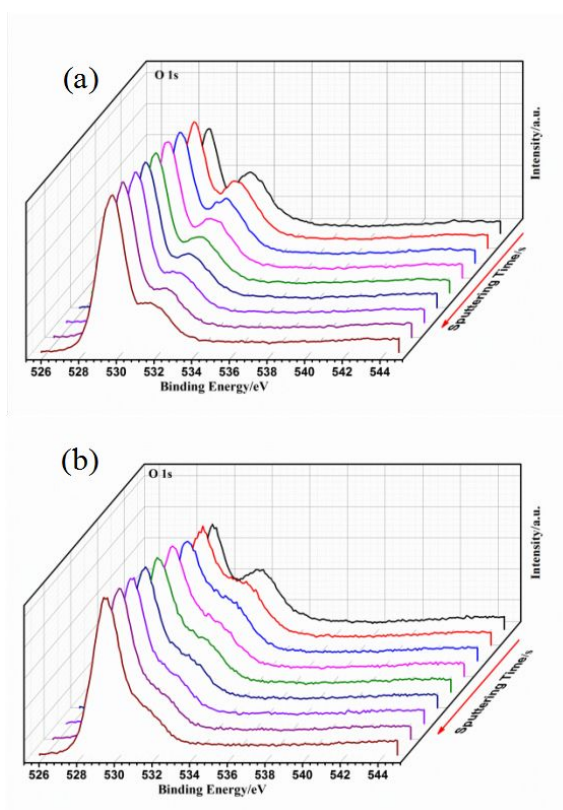 (a)
O 1s
Intensity/a.u.
Sputtering Time/s
526 528 530 532 534 536 538 540 542 544
Binding Energy/eV
(b)
O 1s
Intensity/a.u.
Sputtering Time/s
526 528 530 532 534 536 538 540 542 544
Binding Energy/eV